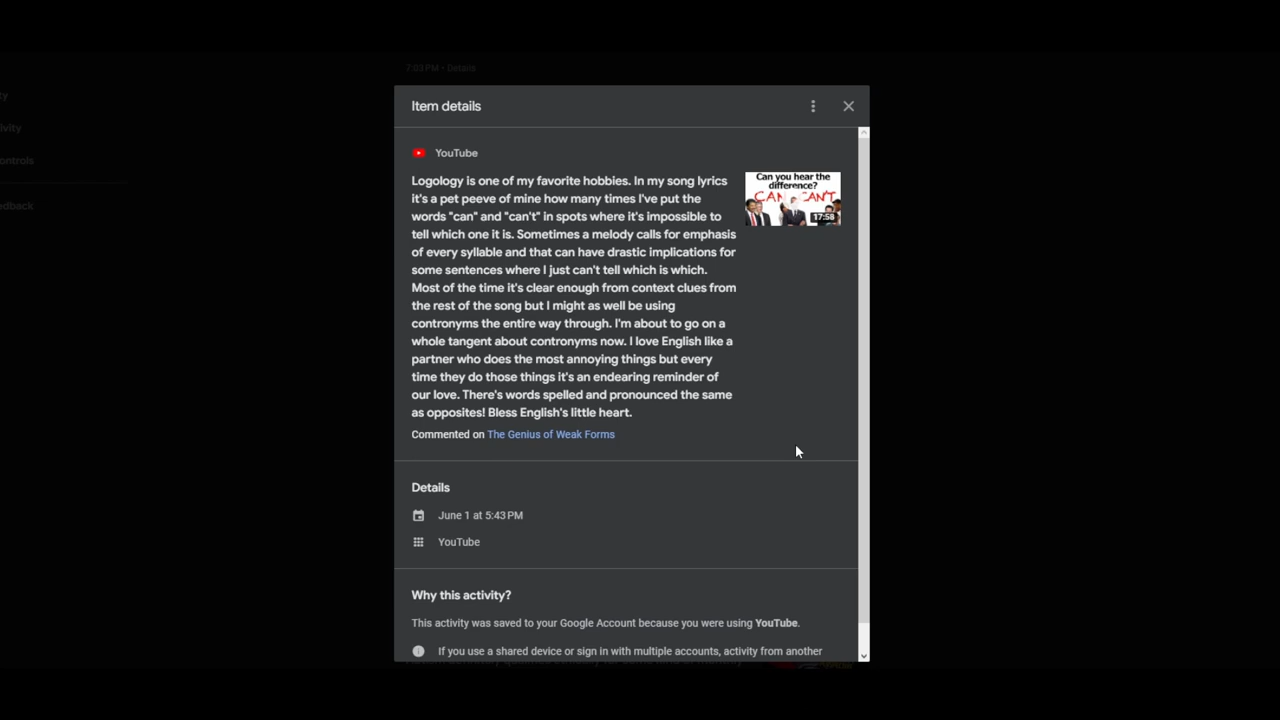 7:03 PM • Details
ty
Item details
ivity
YouTube
ontrols
Logology is one of my favorite hobbies. In my song lyrics
it's a pet peeve of mine how many times I've put the
words "can" and "can't" in spots where it's impossible to
tell which one it is. Sometimes a melody calls for emphasis
of every syllable and that can have drastic implications for
some sentences where I just can't tell which is which.
Most of the time it's clear enough from context clues from
the rest of the song but I might as well be using
contronyms the entire way through. I'm about to go on a
whole tangent about contronyms now. I love English like a
partner who does the most annoying things but every
time they do those things it's an endearing reminder of
our love. There's words spelled and pronounced the same
as opposites! Bless English's little heart.
Can you hear the
difference?
CAN CAN'T
17:58
edback
Commented on The Genius of Weak Forms
Details
June 1 at 5:43 PM
YouTube
Why this activity?
This activity was saved to your Google Account because you were using YouTube.
If you use a shared device or sign in with multiple accounts, activity from another